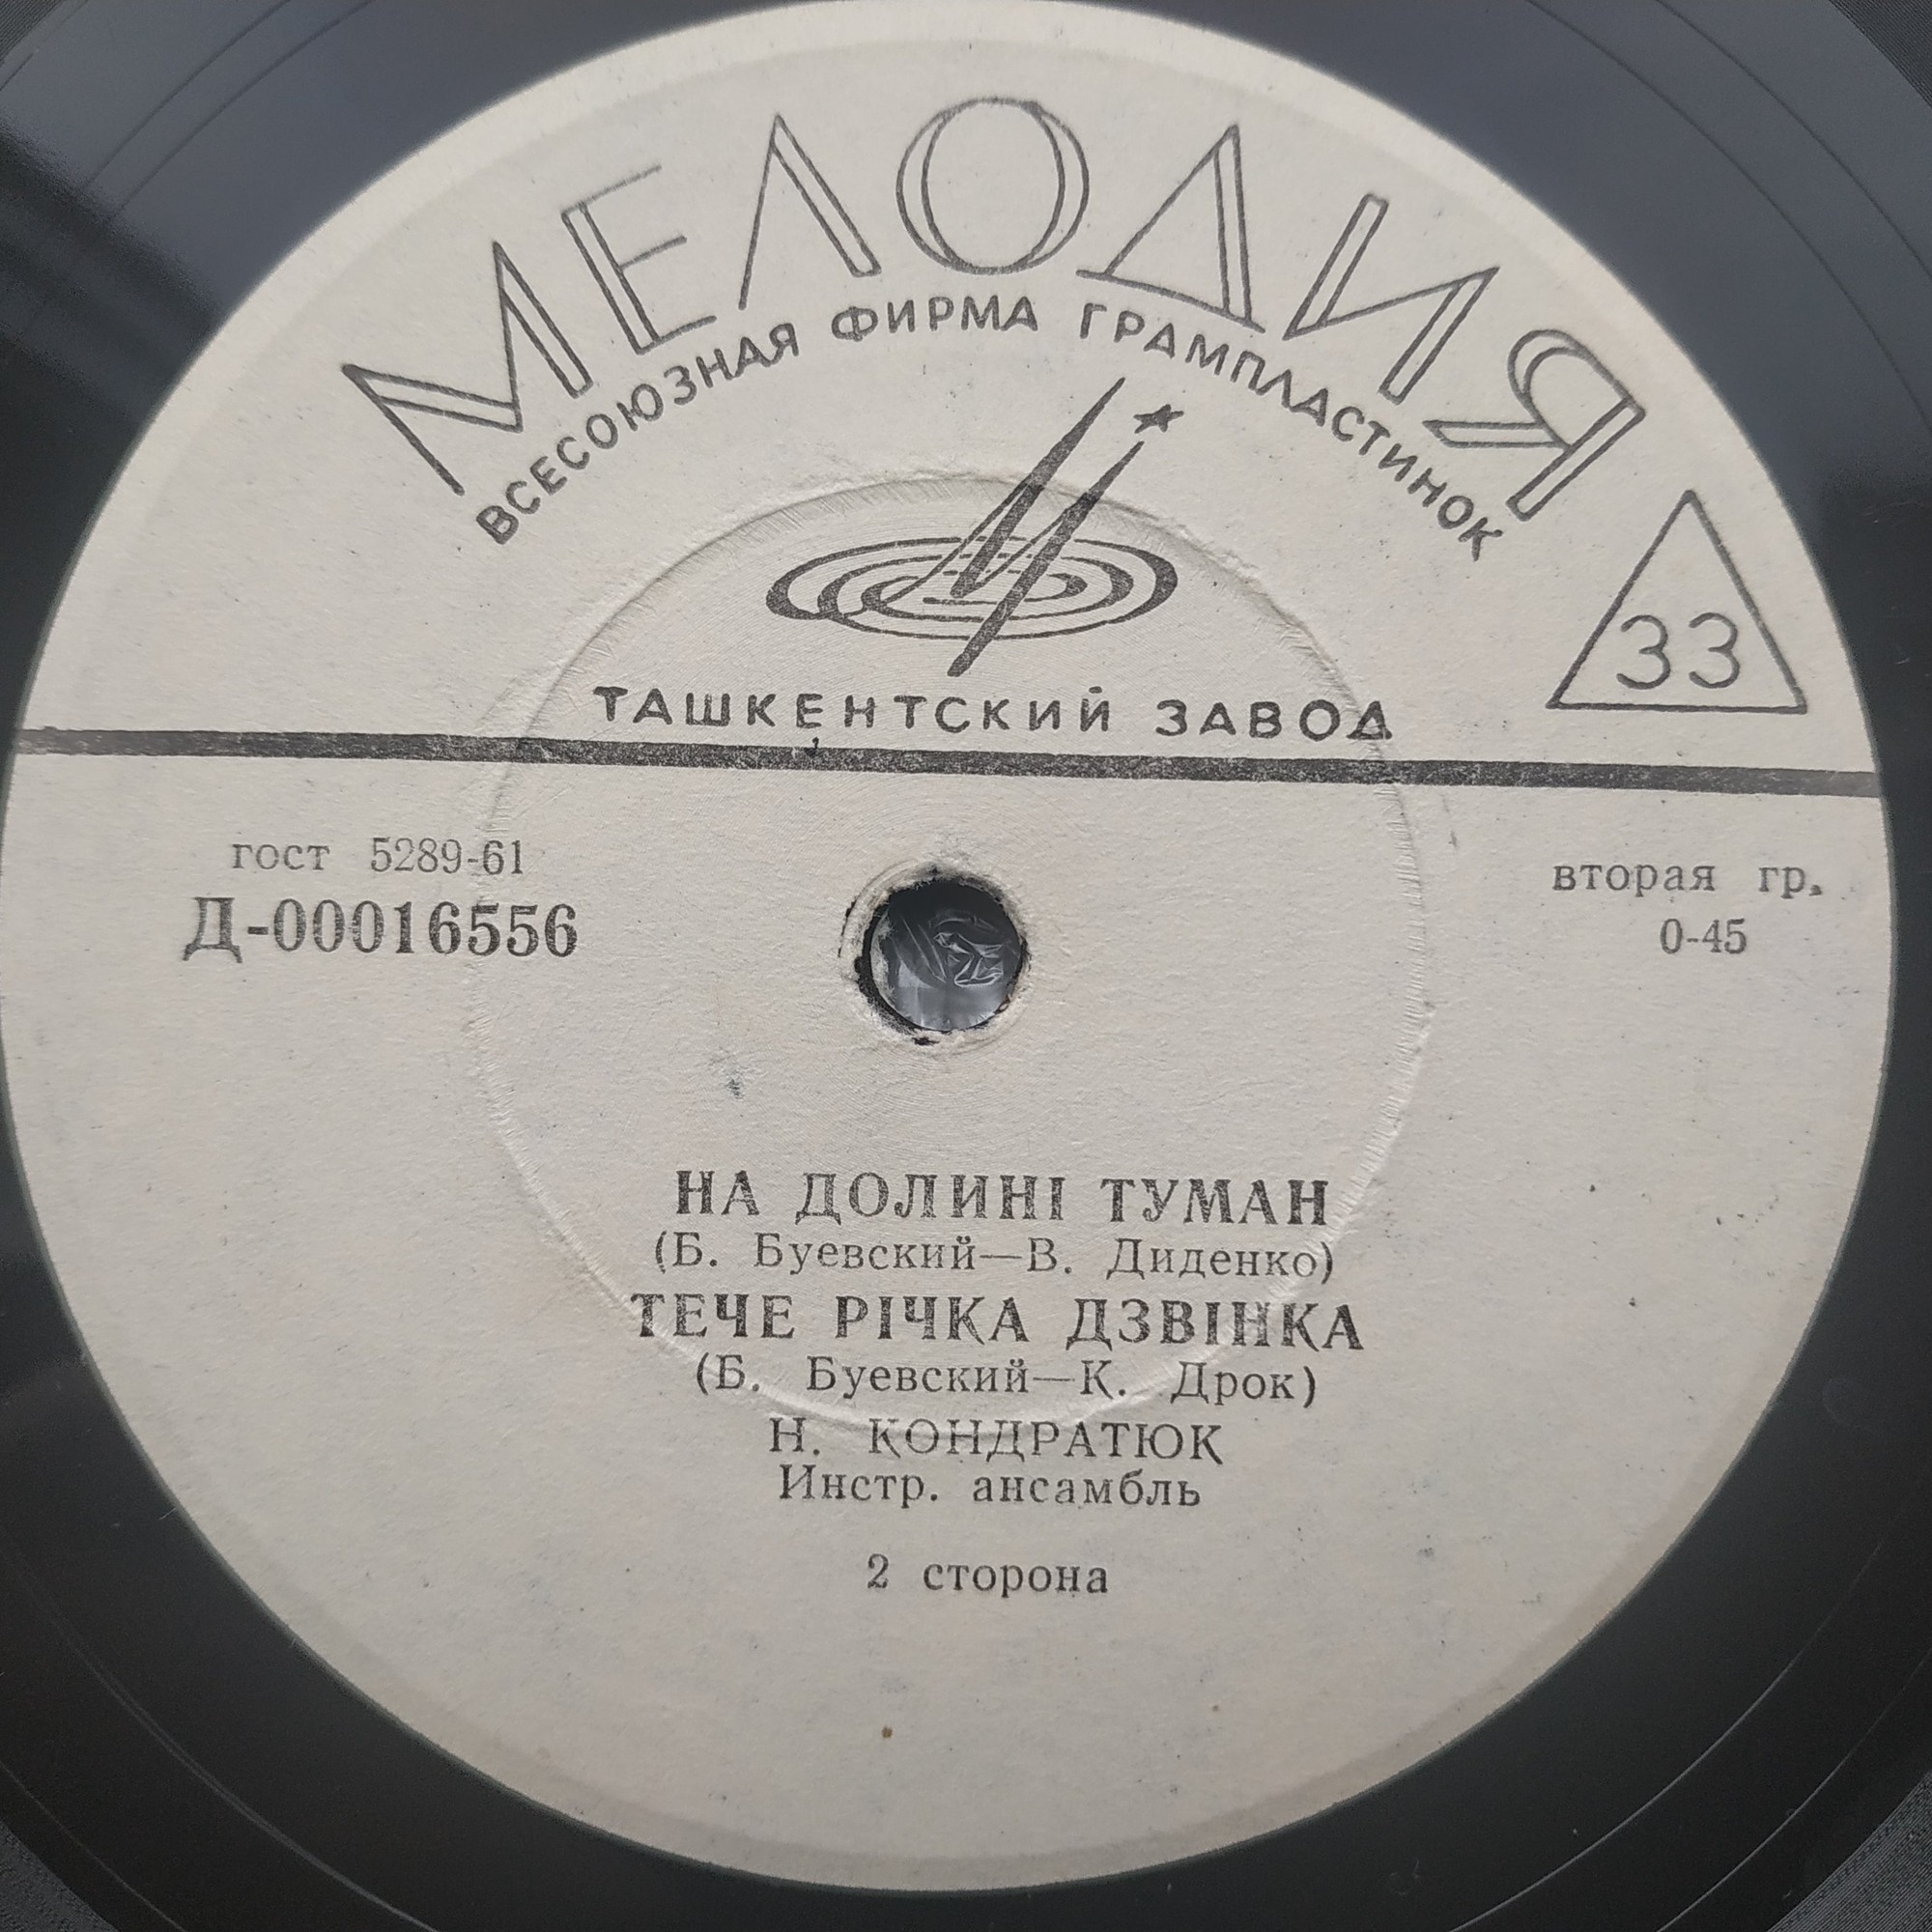 МЕЛОДИЯ
ВСЕСОЮЗНАЯ ФИРМА ГРАМПЛАСТИНОК
33
ТАШКЕНТСКИЙ ЗАВОД
гост 5289-61
Д-00016556
вторая гр.
0-45
НА ДОЛИНІ ТУМАН
(Б. Буевский—В. Диденко)
ТЕЧЕ РІЧКА ДЗВІНКА
(Б. Буевский—К. Дрок)
Н. КОНДРАТЮК
Инстр. ансамбль
2 сторона